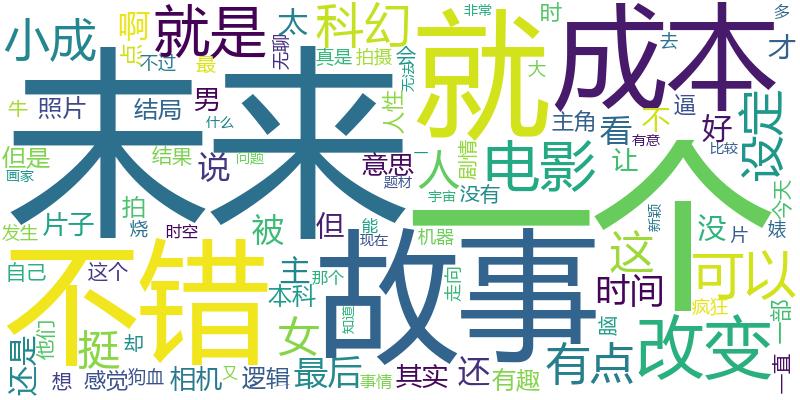 非常
时
多
小成
啊
就是
太
科幻
就
成本
才
点
不过
最
无聊
真是
拍摄
会
无法
大
去
未来
牛
照片
结局
男
人性
主角
看
不
逼
好
设定
但是
结果
什么
问题
说
意思
一
剧情
人
电影
让
有意
比较
画家
题材
宇宙
没有
一个
新颖
今天
发生
片子
拍
烧
时空
被
但
能
现在
机器
这
没
片
婊
不错
故事
可以
自己
这个
主
那个
本科
知道
走向
时间
疯狂
一部
他们
挺
却
女
脑
改变
还是
想
感觉
狗血
相机
又
逻辑
最后
事情
其实
还
有趣
有点
一直